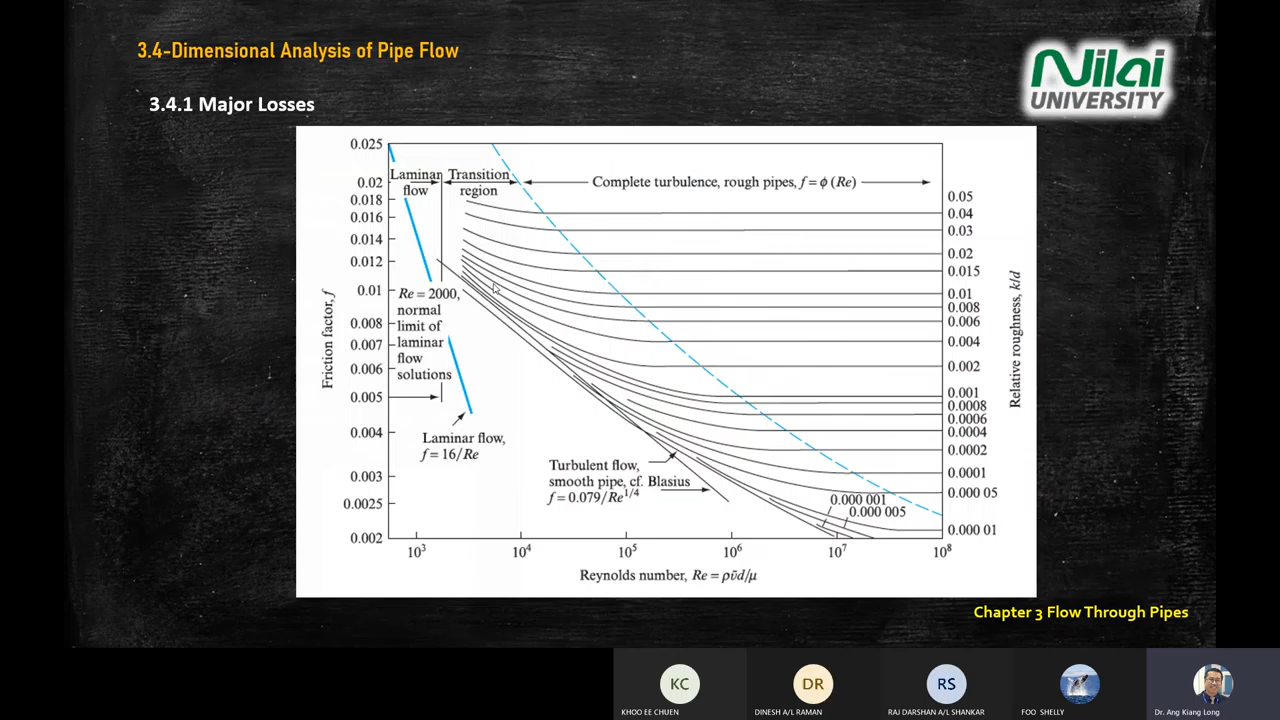 3.4-Dimensional Analysis of Pipe Flow
Nilai
UNIVERSITY
3.4.1 Major Losses
0.025
0.02
0.018
0.016
0.014
0.012
0.01
0.008
0.007
0.006
0.005
0.004
0.003
0.0025
0.002
Friction factor, f
Laminar
flow
Transition
region
Complete turbulence, rough pipes, f = ϕ (Re)
Re = 2000,
normal
limit of
laminar
flow
solutions
Laminar flow,
f = 16/Re
Turbulent flow,
smooth pipe, cf. Blasius
f = 0.079/Re^1/4
0.000 001
0.000 005
0.05
0.04
0.03
0.02
0.015
0.01
0.008
0.006
0.004
0.002
0.001
0.0008
0.0006
0.0004
0.0002
0.0001
0.000 05
0.000 01
Relative roughness, k/d
10³
10⁴
10⁵
10⁶
10⁷
10⁸
Reynolds number, Re = ρv̄d/μ
Chapter 3 Flow Through Pipes
KC
DR
RS
KHOO EE CHUEN
DINESH A/L RAMAN
RAJ DARSHAN A/L SHANKAR
FOO SHELLY
Dr. Ang Kiang Long